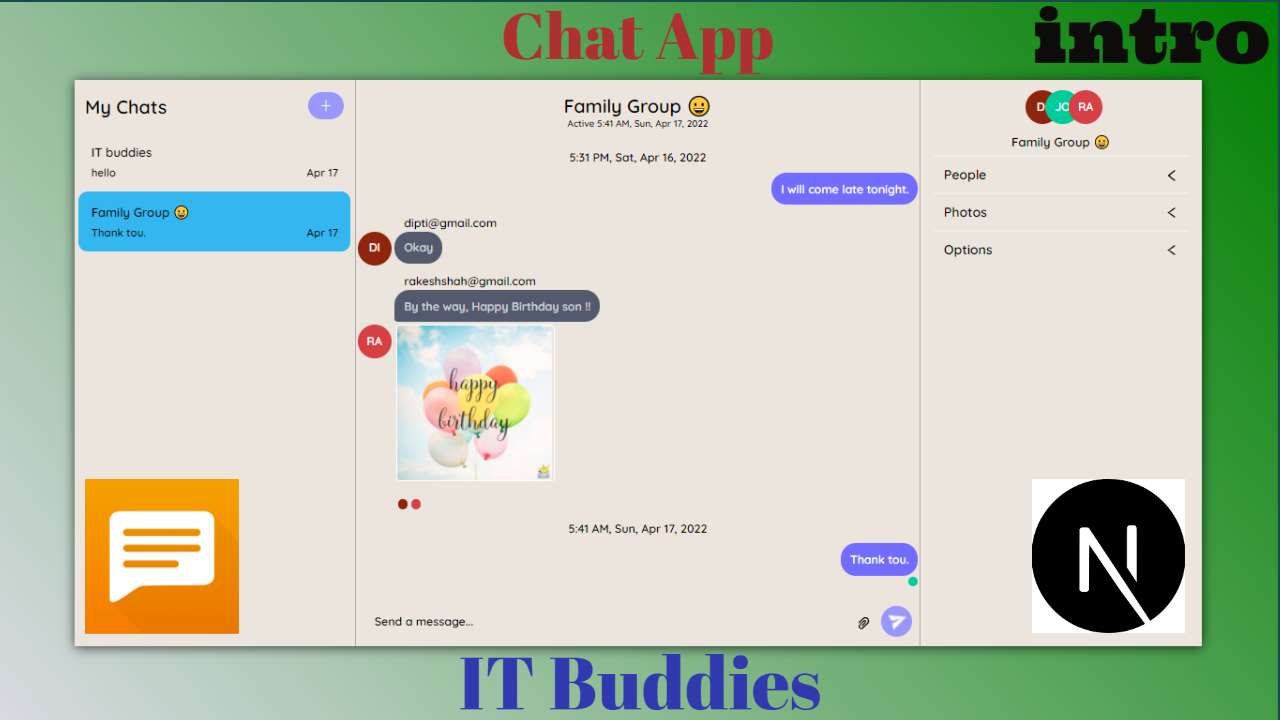 Chat App
intro
My Chats
+
IT buddies
hello
Apr 17
Family Group 😀
Thank tou.
Apr 17
Family Group 😀
Active 5:41 AM, Sun, Apr 17, 2022
5:31 PM, Sat, Apr 16, 2022
I will come late tonight.
dipti@gmail.com
DI
Okay
rakeshshah@gmail.com
By the way, Happy Birthday son !!
RA
happy
birthday
5:41 AM, Sun, Apr 17, 2022
Thank tou.
Send a message...
D JO RA
Family Group 😀
People <
Photos <
Options <
N
IT Buddies